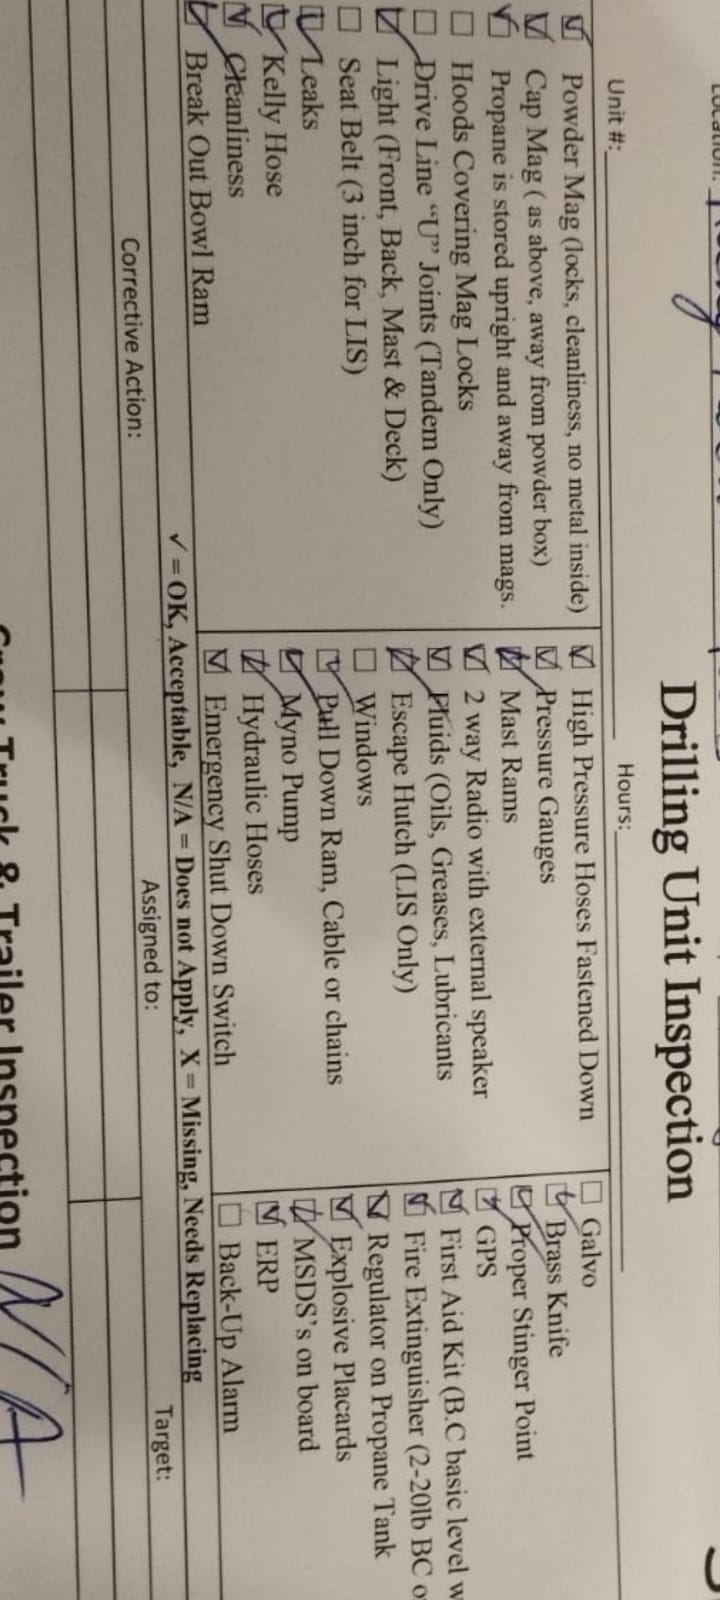 Location:
Drilling Unit Inspection
Unit #: Hours:
☑ Powder Mag (locks, cleanliness, no metal inside)
☑ Cap Mag ( as above, away from powder box)
☑ Propane is stored upright and away from mags.
☐ Hoods Covering Mag Locks
☐ Drive Line “U” Joints (Tandem Only)
☑ Light (Front, Back, Mast & Deck)
☐ Seat Belt (3 inch for LIS)
☑ Leaks
☑ Kelly Hose
☑ Cleanliness
☑ Break Out Bowl Ram
☑ High Pressure Hoses Fastened Down
☑ Pressure Gauges
☑ Mast Rams
☑ 2 way Radio with external speaker
☑ Fluids (Oils, Greases, Lubricants
☑ Escape Hutch (LIS Only)
☐ Windows
☑ Pull Down Ram, Cable or chains
☑ Myno Pump
☑ Hydraulic Hoses
☑ Emergency Shut Down Switch
☐ Galvo
☑ Brass Knife
☑ Proper Stinger Point
☑ GPS
☑ First Aid Kit (B.C basic level w
☑ Fire Extinguisher (2-20lb BC o
☑ Regulator on Propane Tank
☑ Explosive Placards
☑ MSDS's on board
☑ ERP
☐ Back-Up Alarm
✓ = OK, Acceptable, N/A = Does not Apply, X = Missing, Needs Replacing
Corrective Action: Assigned to: Target:
Crew Truck & Trailer Inspection N/A